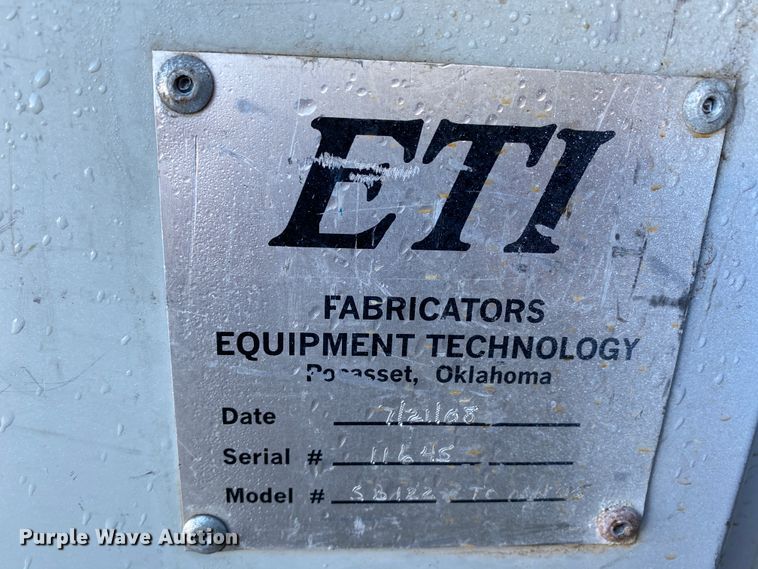 ETI
FABRICATORS
EQUIPMENT TECHNOLOGY
Pocasset, Oklahoma
Date 7/21/08
Serial # 11645
Model #
Purple Wave Auction